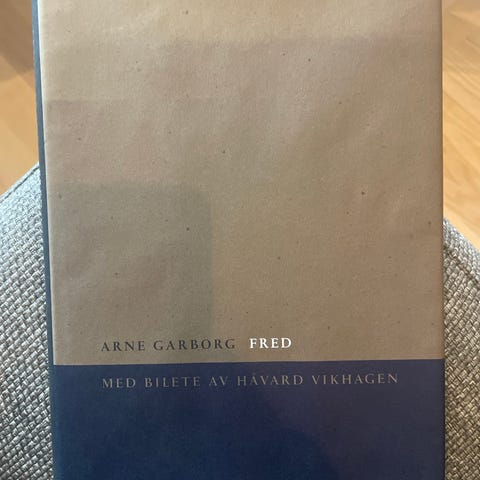 ARNE GARBORG FRED
MED BILETE AV HÅVARD VIKHAGEN